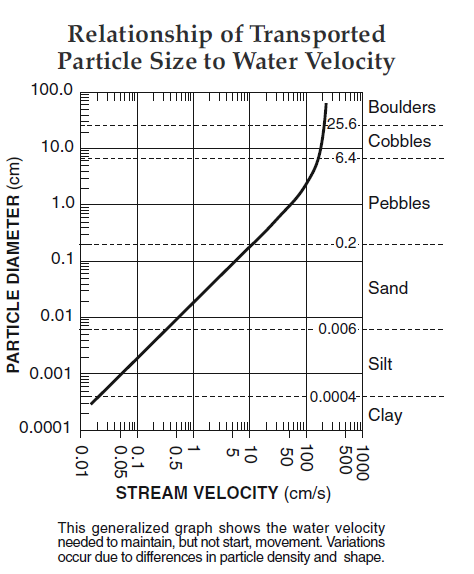 Relationship of Transported
Particle Size to Water Velocity
PARTICLE DIAMETER (cm)
100.0
10.0
1.0
0.1
0.01
0.001
0.0001
25.6
6.4
0.2
0.006
0.0004
Boulders
Cobbles
Pebbles
Sand
Silt
Clay
0.01
0.05
0.1
0.5
1
5
10
50
100
500
1000
STREAM VELOCITY (cm/s)
This generalized graph shows the water velocity
needed to maintain, but not start, movement. Variations
occur due to differences in particle density and shape.